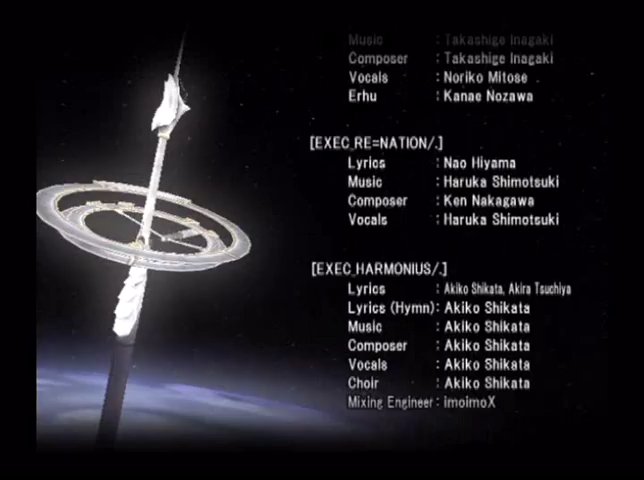 Music : Takashige Inagaki
Composer : Takashige Inagaki
Vocals : Noriko Mitose
Erhu : Kanae Nozawa
[EXEC_RE=NATION/.]
Lyrics : Nao Hiyama
Music : Haruka Shimotsuki
Composer : Ken Nakagawa
Vocals : Haruka Shimotsuki
[EXEC_HARMONIUS/.]
Lyrics : Akiko Shikata, Akira Tsuchiya
Lyrics (Hymn): Akiko Shikata
Music : Akiko Shikata
Composer : Akiko Shikata
Vocals : Akiko Shikata
Choir : Akiko Shikata
Mixing Engineer: imoimoX